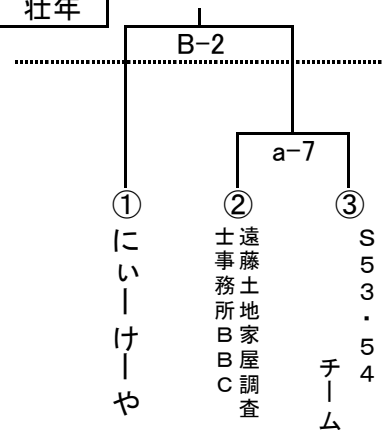 壮年
B-2
a-7
①
②
③
にぃーけーや
遠藤土地家屋調査
士事務所BBC
S53・54
チーム